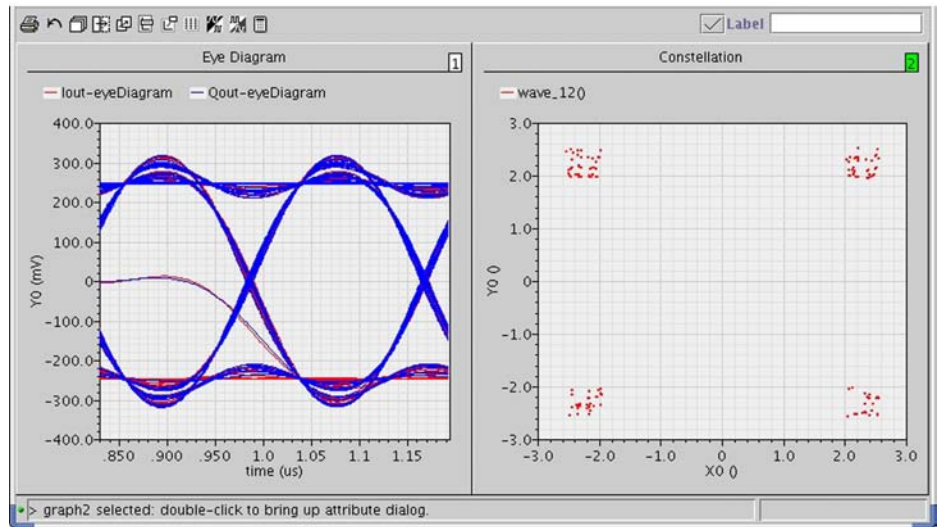 Label
Eye Diagram
1
Iout-eyeDiagram Qout-eyeDiagram
400.0
300.0
200.0
100.0
0
-100.0
-200.0
-300.0
-400.0
Y0 (mV)
.850 .900 .950 1.0 1.05 1.1 1.15
time (us)
Constellation
2
wave_12()
3.0
2.0
1.0
0
-1.0
-2.0
-3.0
Y0 ()
-3.0 -2.0 -1.0 0 1.0 2.0 3.0
X0 ()
> graph2 selected: double-click to bring up attribute dialog.